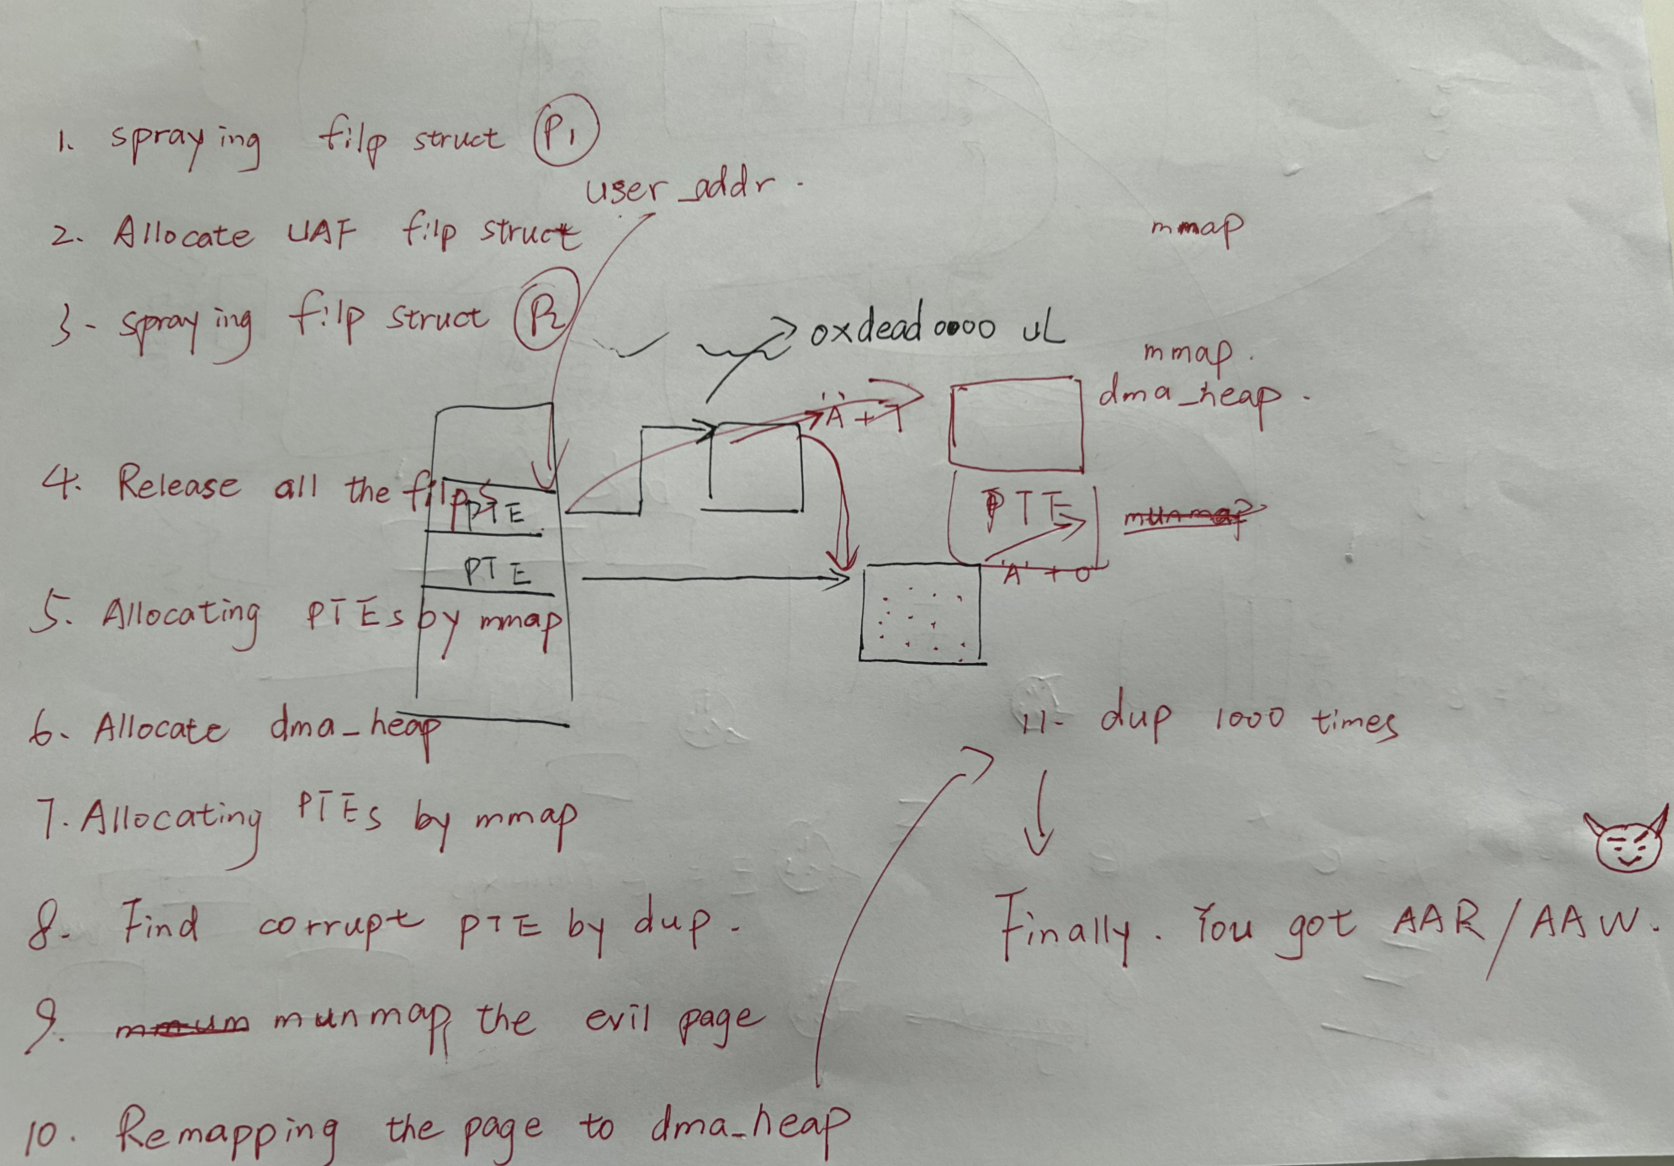 1. spraying filp struct P1
user_addr.
2. Allocate UAF filp struct
mmap
3- spraying filp struct P2
0xdead0000 uL
mmap.
dma_heap.
'A' + 7
4. Release all the filps
PTE
PTE
munmap
PTE
'A' + 0
5. Allocating PTEs by mmap
6. Allocate dma_heap
11. dup 1000 times
7. Allocating PTEs by mmap
8. Find corrupt PTE by dup.
Finally. You got AAR/AAW.
9. munmap the evil page
10. Remapping the page to dma_heap